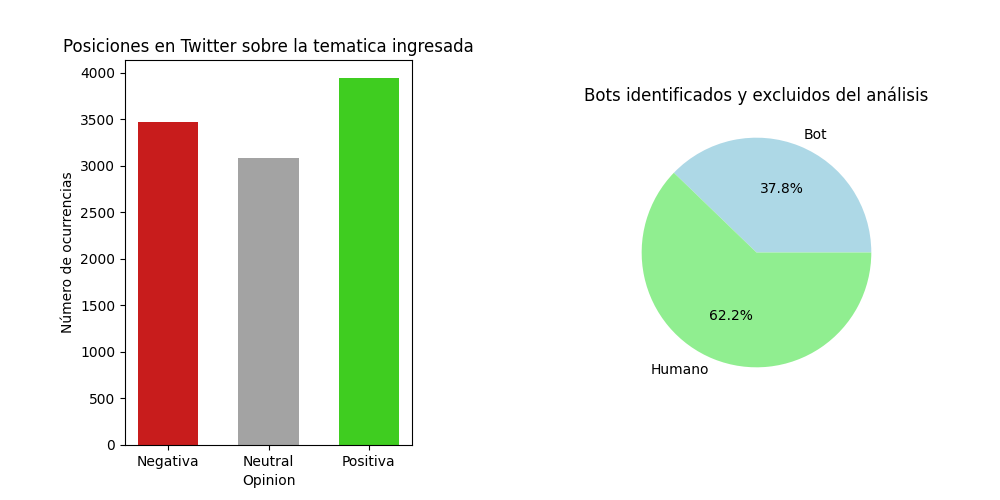 Posiciones en Twitter sobre la tematica ingresada
Número de ocurrencias
4000
3500
3000
2500
2000
1500
1000
500
0
Negativa
Neutral
Positiva
Opinion
Bots identificados y excluidos del análisis
Bot
37.8%
62.2%
Humano